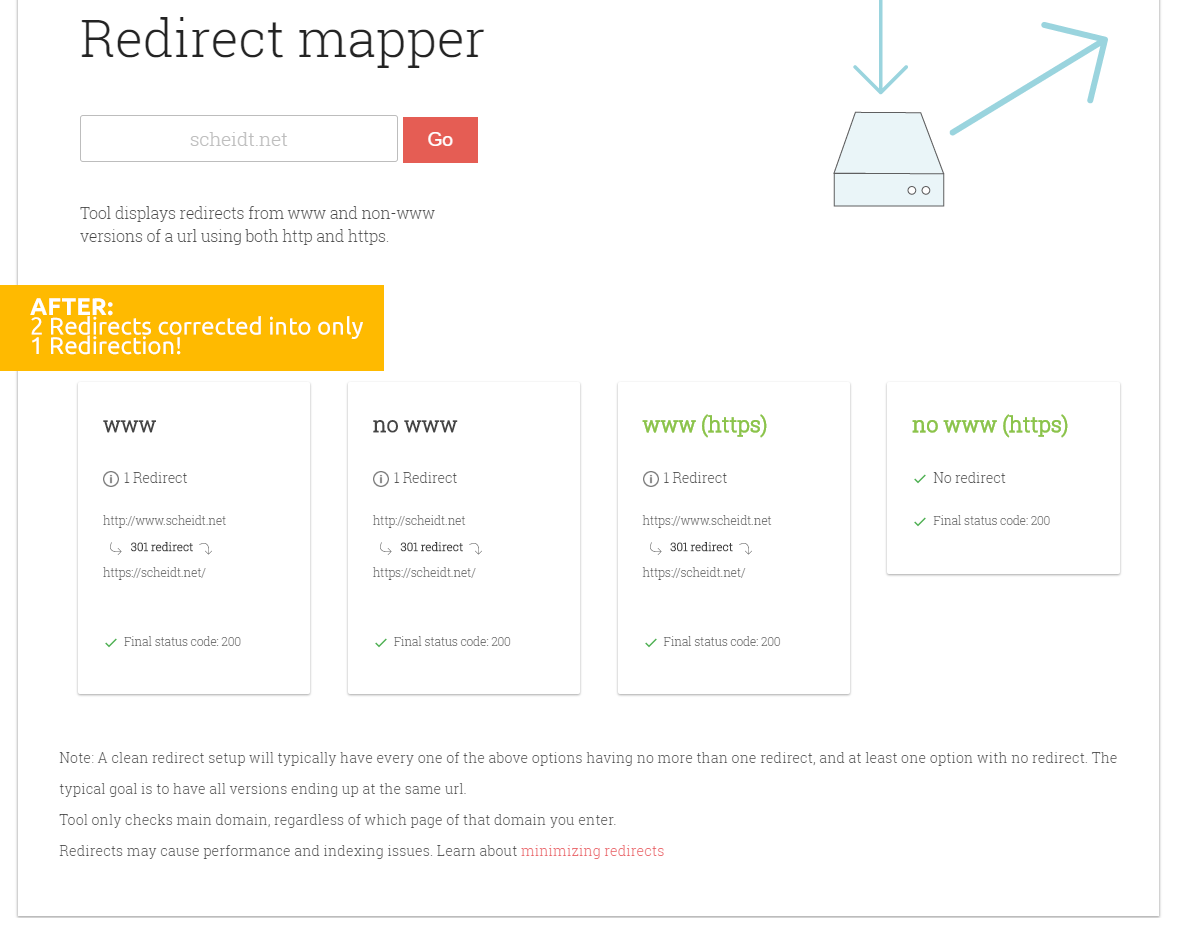 Redirect mapper
scheidt.net
Go
Tool displays redirects from www and non-www
versions of a url using both http and https.
AFTER:
2 Redirects corrected into only
1 Redirection!
www
1 Redirect
http://www.scheidt.net
301 redirect
https://scheidt.net/
Final status code: 200
no www
1 Redirect
http://scheidt.net
301 redirect
https://scheidt.net/
Final status code: 200
www (https)
1 Redirect
https://www.scheidt.net
301 redirect
https://scheidt.net/
Final status code: 200
no www (https)
No redirect
Final status code: 200
Note: A clean redirect setup will typically have every one of the above options having no more than one redirect, and at least one option with no redirect. The
typical goal is to have all versions ending up at the same url.
Tool only checks main domain, regardless of which page of that domain you enter.
Redirects may cause performance and indexing issues. Learn about minimizing redirects